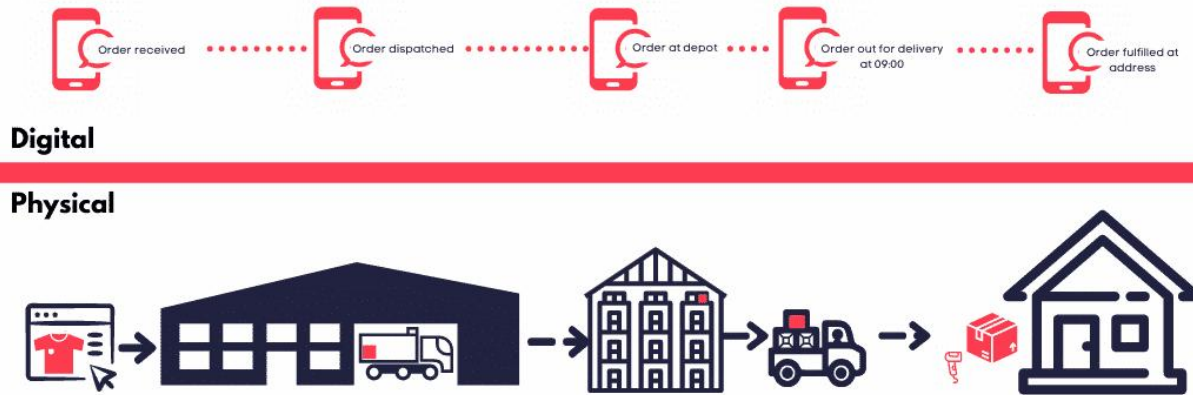 Order received
Order dispatched
Order at depot
Order out for delivery
at 09:00
Order fulfilled at
address
Digital
Physical